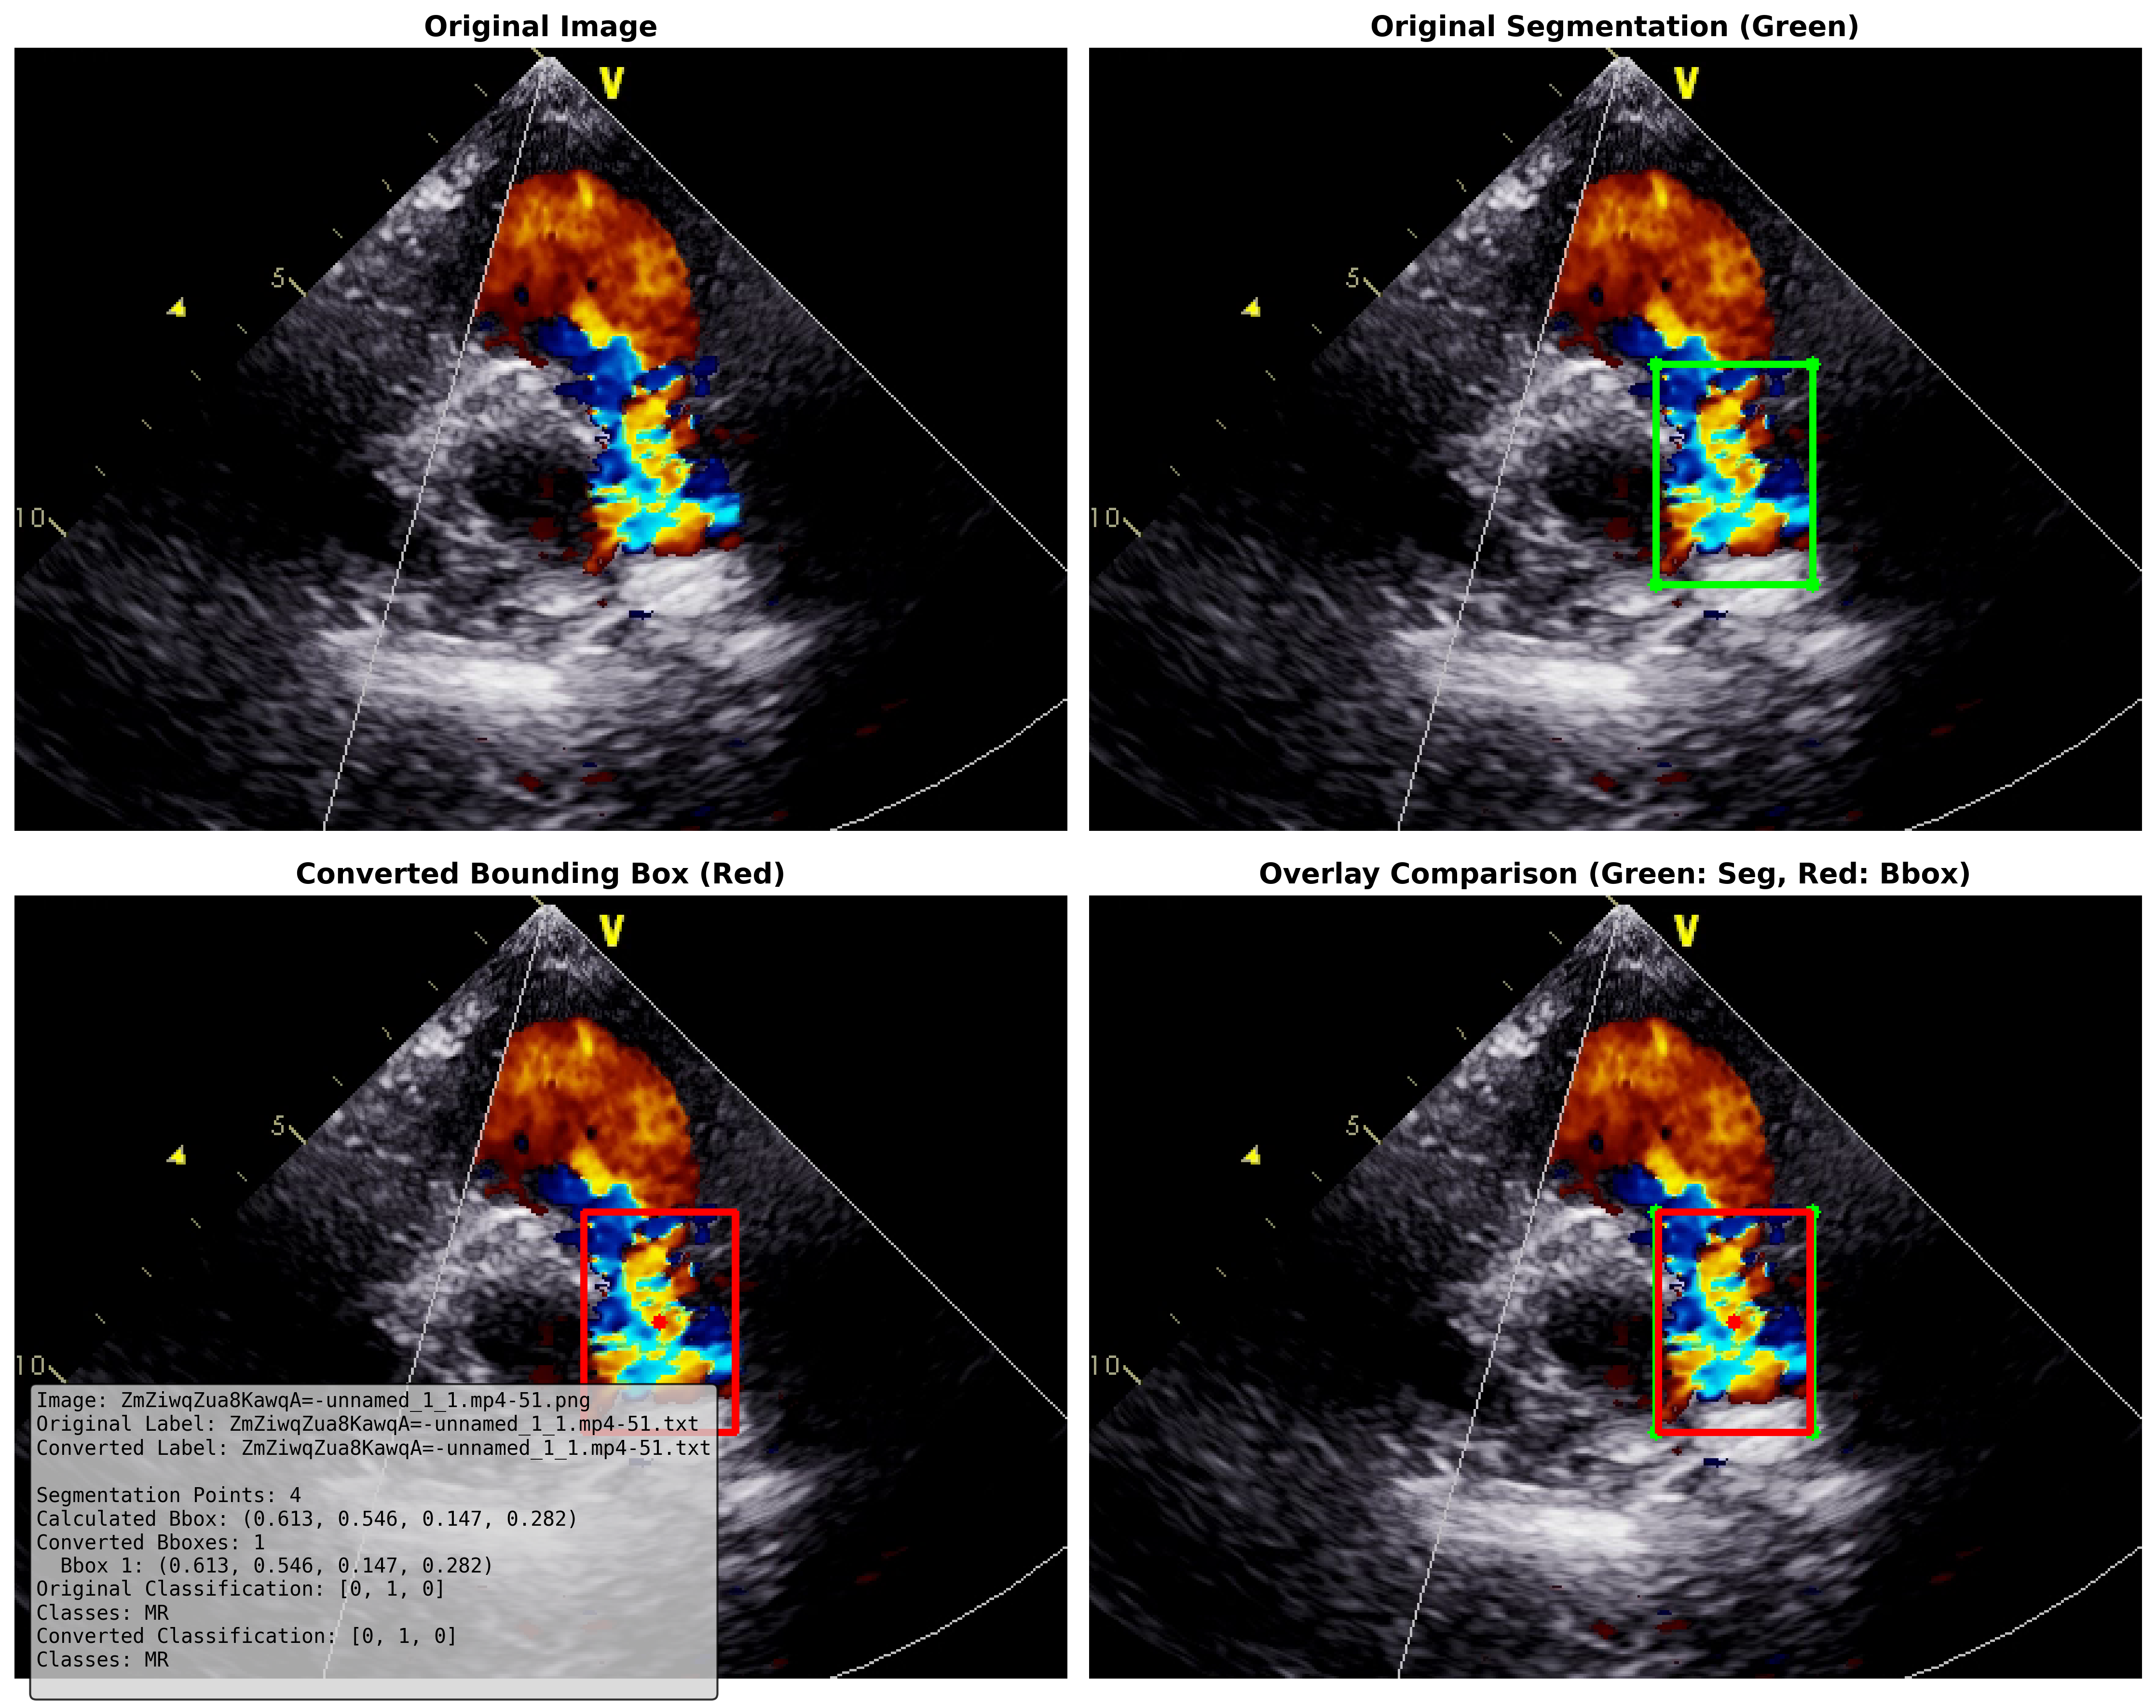 Original Image
Original Segmentation (Green)
V
5
10
V
5
10
Converted Bounding Box (Red)
Overlay Comparison (Green: Seg, Red: Bbox)
V
5
10
V
5
10
Image: ZmZiwqZua8KawqA=-unnamed_1_1.mp4-51.png
Original Label: ZmZiwqZua8KawqA=-unnamed_1_1.mp4-51.txt
Converted Label: ZmZiwqZua8KawqA=-unnamed_1_1.mp4-51.txt
Segmentation Points: 4
Calculated Bbox: (0.613, 0.546, 0.147, 0.282)
Converted Bboxes: 1
Bbox 1: (0.613, 0.546, 0.147, 0.282)
Original Classification: [0, 1, 0]
Classes: MR
Converted Classification: [0, 1, 0]
Classes: MR